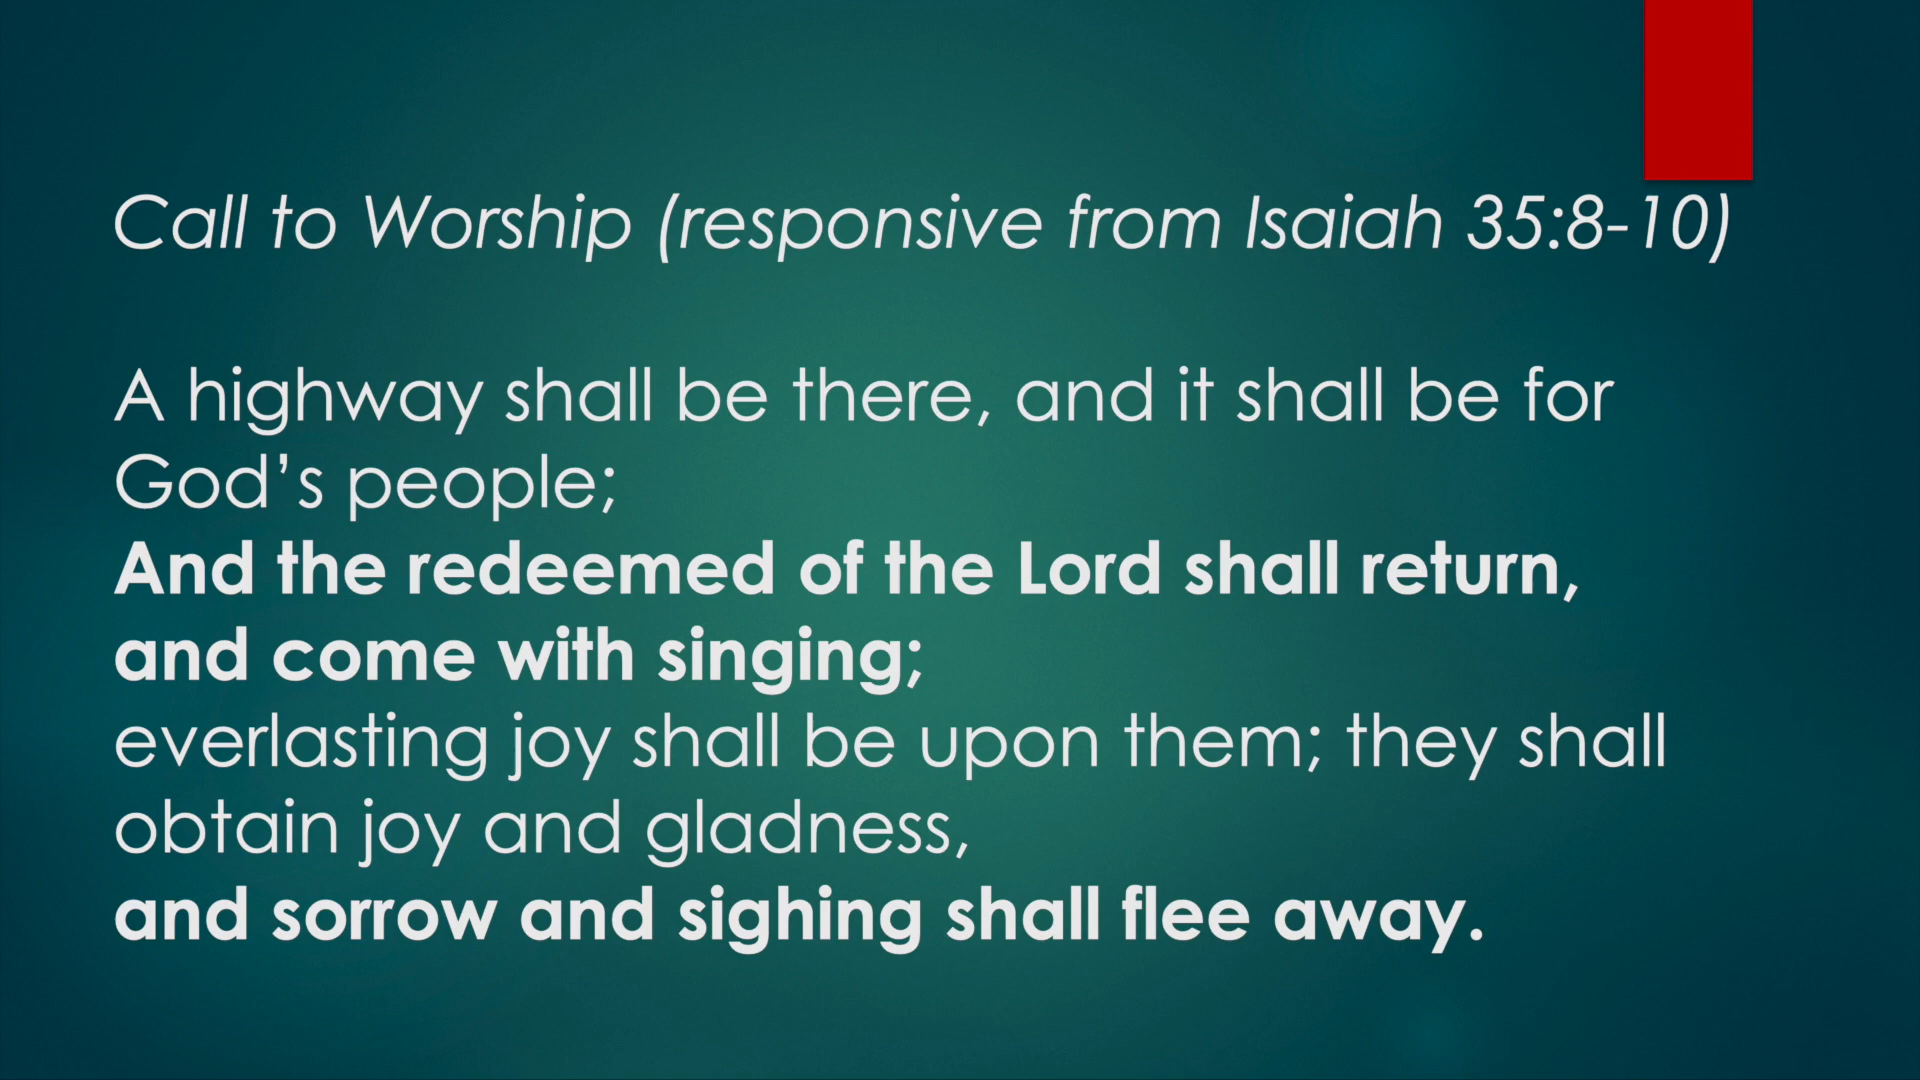 Call to Worship (responsive from Isaiah 35:8-10)
A highway shall be there, and it shall be for
God’s people;
And the redeemed of the Lord shall return,
and come with singing;
everlasting joy shall be upon them; they shall
obtain joy and gladness,
and sorrow and sighing shall flee away.